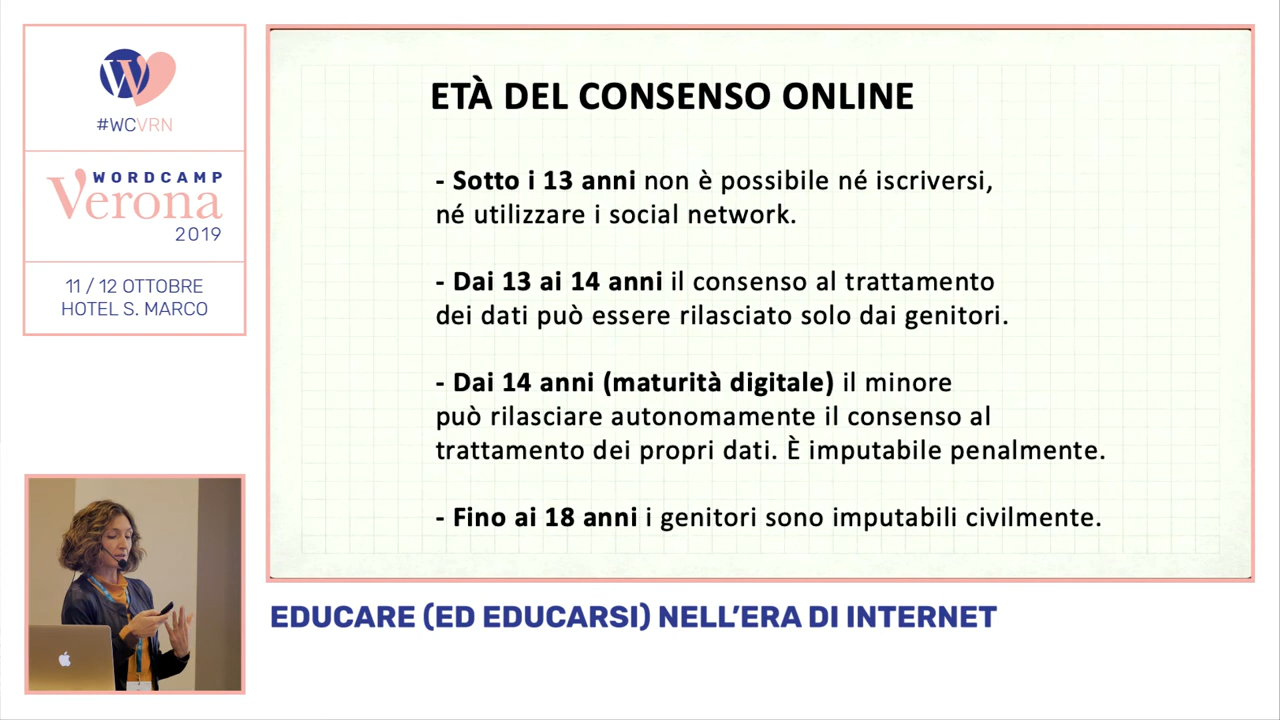 #WCVRN
WORDCAMP
Verona
2019
11 / 12 OTTOBRE
HOTEL S. MARCO
ETÀ DEL CONSENSO ONLINE
- Sotto i 13 anni non è possibile né iscriversi,
né utilizzare i social network.
- Dai 13 ai 14 anni il consenso al trattamento
dei dati può essere rilasciato solo dai genitori.
- Dai 14 anni (maturità digitale) il minore
può rilasciare autonomamente il consenso al
trattamento dei propri dati. È imputabile penalmente.
- Fino ai 18 anni i genitori sono imputabili civilmente.
EDUCARE (ED EDUCARSI) NELL’ERA DI INTERNET